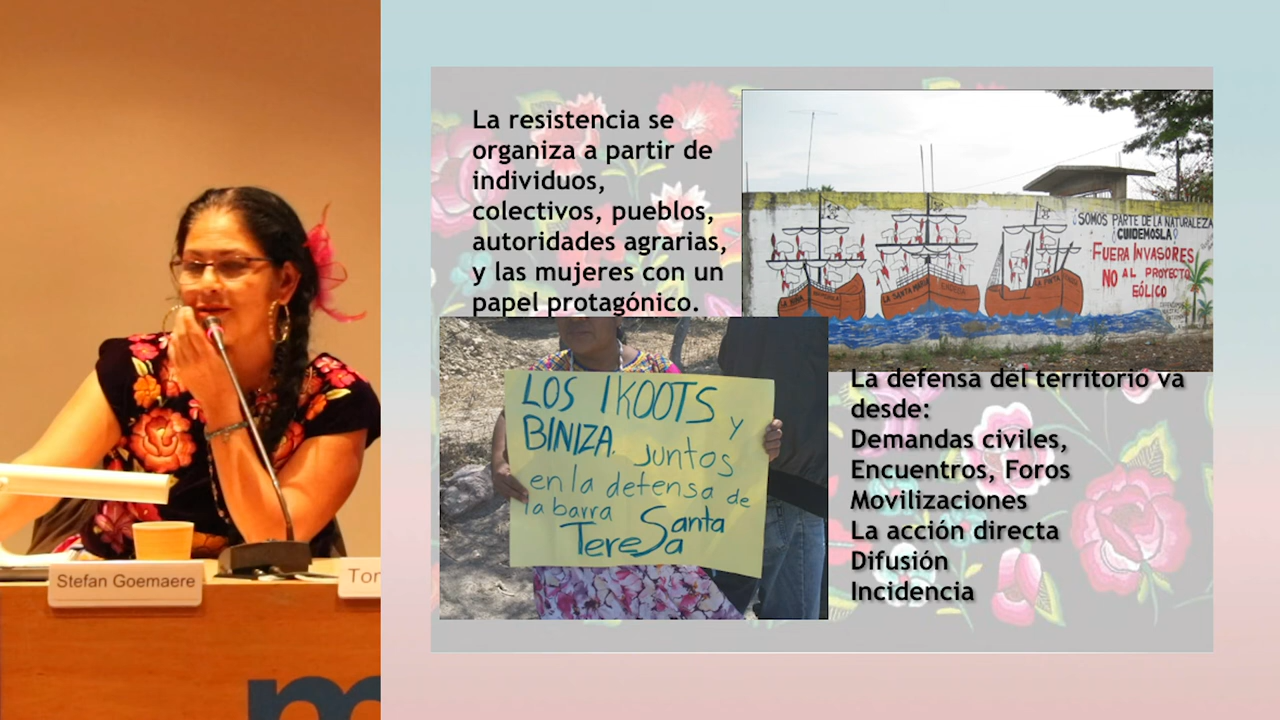 La resistencia se
organiza a partir de
individuos,
colectivos, pueblos,
autoridades agrarias,
y las mujeres con un
papel protagónico.
¡SOMOS PARTE DE LA NATURALEZA
¡CUIDEMOSLA!
FUERA INVASORES
NO AL PROYECTO
EÓLICO
LA NIÑA
LA SANTA MARIA
LA PINTA
LOS IKOOTS y
BINIZA. juntos
en la defensa de
la barra Santa
Teresa
La defensa del territorio va
desde:
Demandas civiles,
Encuentros, Foros
Movilizaciones
La acción directa
Difusión
Incidencia
Stefan Goemaere
Tor
m